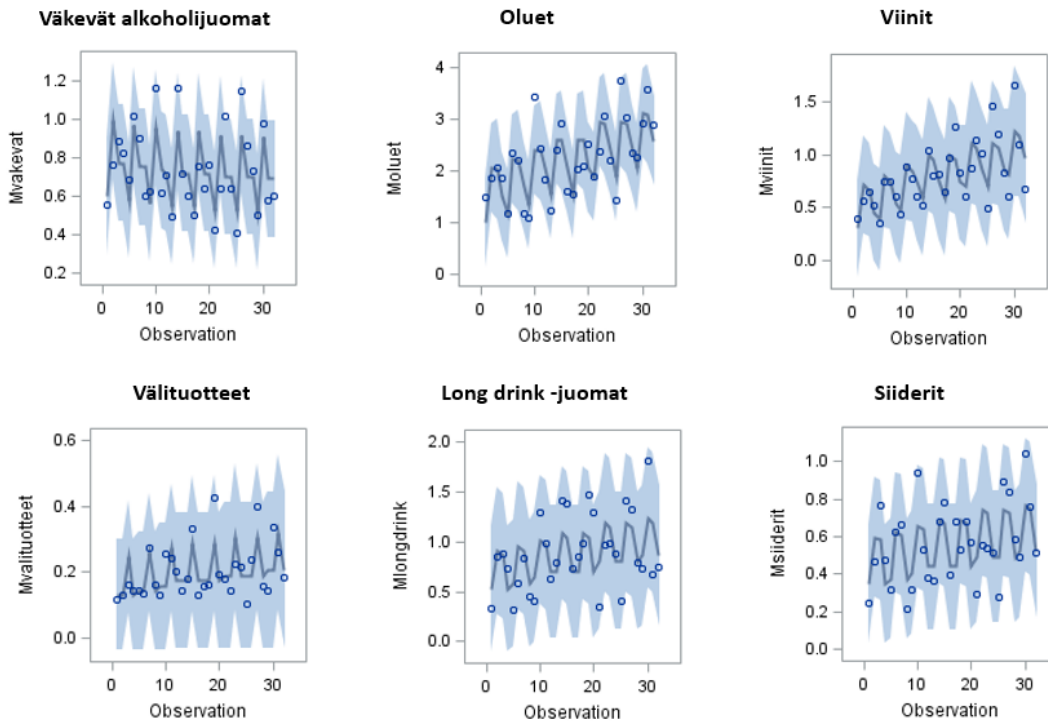 Väkevät alkoholijuomat
Oluet
Viinit
Mvakevat
1.2
1.0
0.8
0.6
0.4
0.2
0 10 20 30
Observation
Moluet
4
3
2
1
0
0 10 20 30
Observation
Mviinit
1.5
1.0
0.5
0.0
0 10 20 30
Observation
Välituotteet
Long drink -juomat
Siiderit
Mvalituotteet
0.6
0.4
0.2
0.0
0 10 20 30
Observation
Mlongdrink
2.0
1.5
1.0
0.5
0.0
0 10 20 30
Observation
Msiiderit
1.0
0.8
0.6
0.4
0.2
0.0
0 10 20 30
Observation